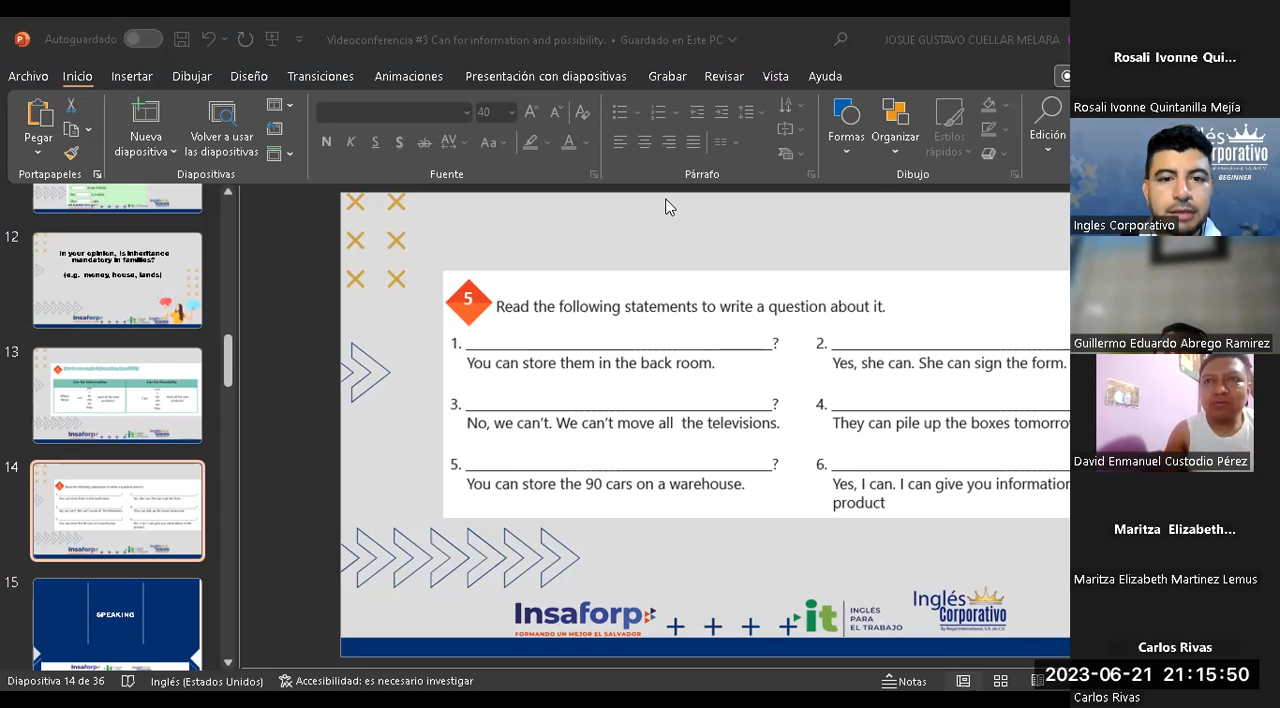 Autoguardado
Videoconferencia #3 Can for information and possibility. • Guardado en Este PC
JOSUE GUSTAVO CUELLAR MELARA
Archivo Inicio Insertar Dibujar Diseño Transiciones Animaciones Presentación con diapositivas Grabar Revisar Vista Ayuda
40
Pegar
Nueva diapositiva
Volver a usar las diapositivas
Formas
Organizar
Estilos rápidos
Edición
Portapapeles
Diapositivas
Fuente
Párrafo
Dibujo
12
In your opinion, is inheritance
mandatory in families?
(e.g. money, house, lands)
Insaforp
13
Insaforp
14
Insaforp
15
SPEAKING
Insaforp
5
Read the following statements to write a question about it.
1. ?
You can store them in the back room.
2.
Yes, she can. She can sign the form.
3. ?
No, we can't. We can't move all the televisions.
4.
They can pile up the boxes tomorro
5. ?
You can store the 90 cars on a warehouse.
6.
Yes, I can. I can give you information
product
Insaforp
FORMANDO UN MEJOR EL SALVADOR
it
INGLÉS
PARA
EL TRABAJO
Inglés
Corporativo
Diapositiva 14 de 36
Inglés (Estados Unidos)
Accesibilidad: es necesario investigar
Notas
Rosali Ivonne Qui...
Rosali Ivonne Quintanilla Mejía
BEGINNER
Ingles Corporativo
Guillermo Eduardo Abrego Ramirez
David Enmanuel Custodio Pérez
Maritza Elizabeth...
Maritza Elizabeth Martinez Lemus
Carlos Rivas
2023-06-21 21:15:50
Carlos Rivas